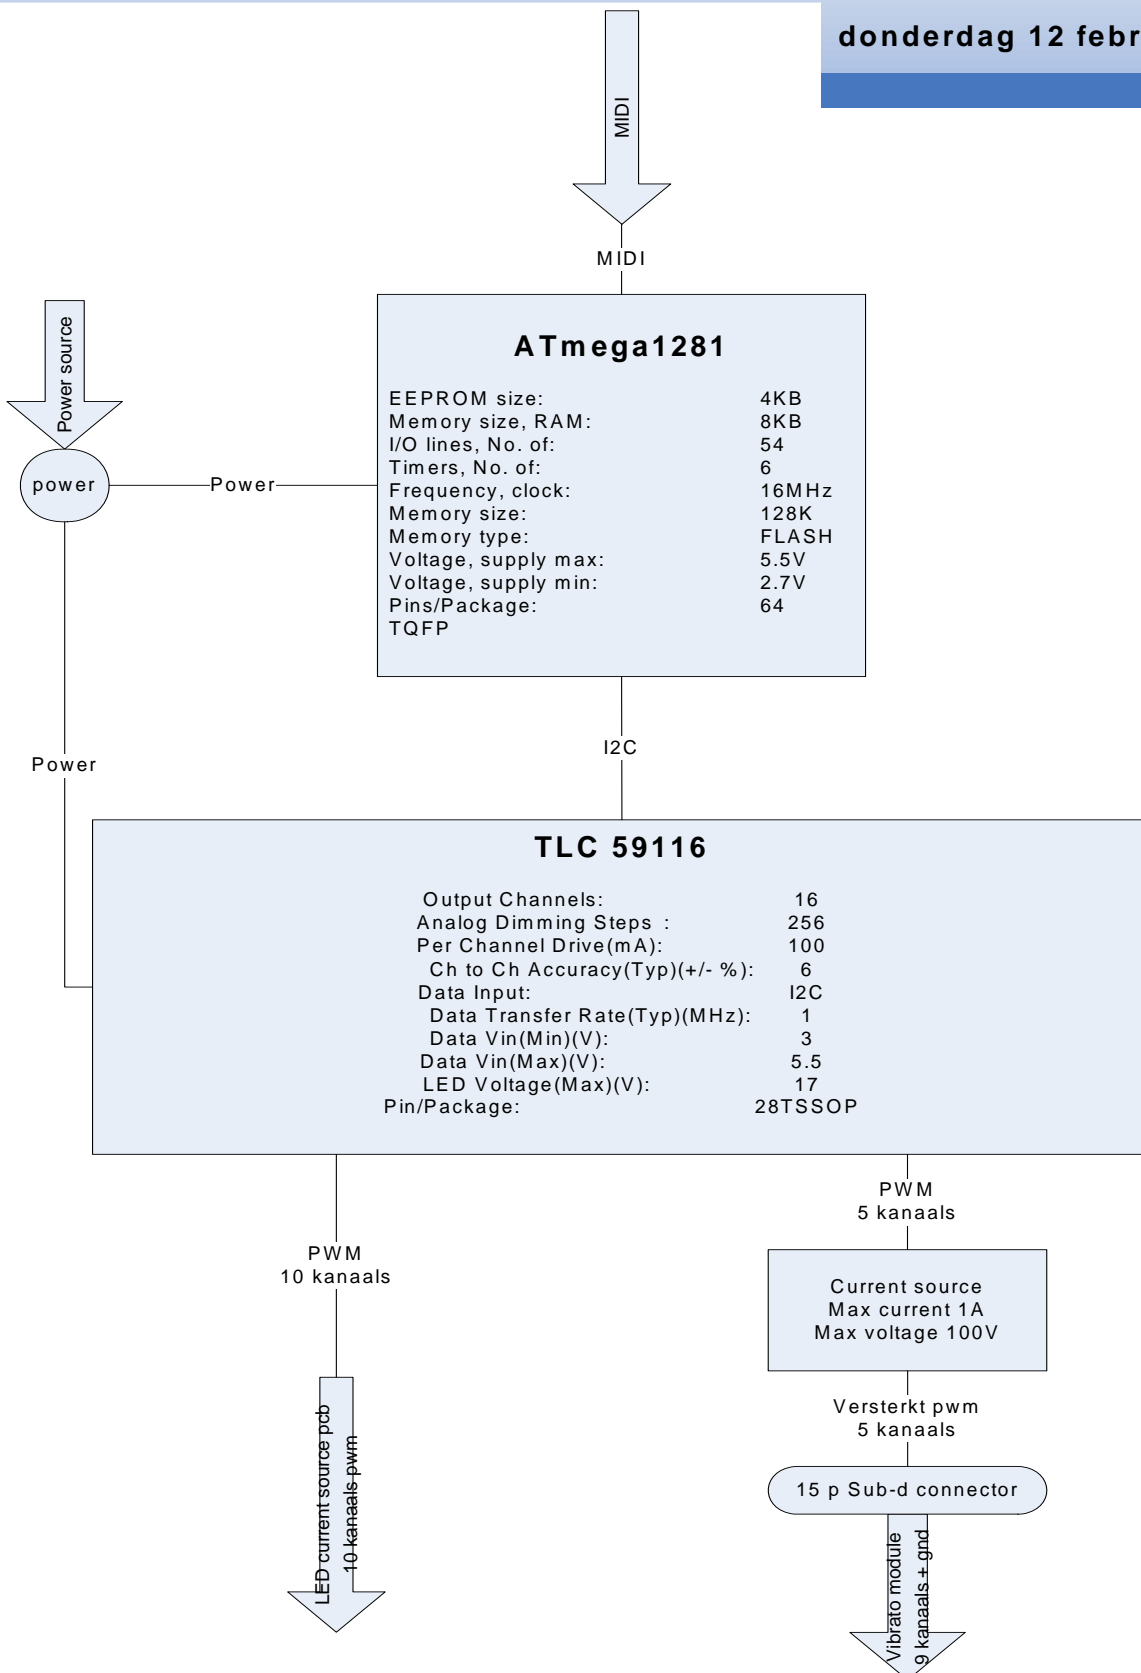 donderdag 12 febr
MIDI
MIDI
Power source
power
Power
ATmega1281
EEPROM size: 4KB
Memory size, RAM: 8KB
I/O lines, No. of: 54
Timers, No. of: 6
Frequency, clock: 16MHz
Memory size: 128K
Memory type: FLASH
Voltage, supply max: 5.5V
Voltage, supply min: 2.7V
Pins/Package: 64
TQFP
I2C
Power
TLC 59116
Output Channels: 16
Analog Dimming Steps : 256
Per Channel Drive(mA): 100
Ch to Ch Accuracy(Typ)(+/- %): 6
Data Input: I2C
Data Transfer Rate(Typ)(MHz): 1
Data Vin(Min)(V): 3
Data Vin(Max)(V): 5.5
LED Voltage(Max)(V): 17
Pin/Package: 28TSSOP
PWM
10 kanaals
LED current source pcb
10 kanaals pwm
PWM
5 kanaals
Current source
Max current 1A
Max voltage 100V
Versterkt pwm
5 kanaals
15 p Sub-d connector
Vibrato module
9 kanaals + gnd